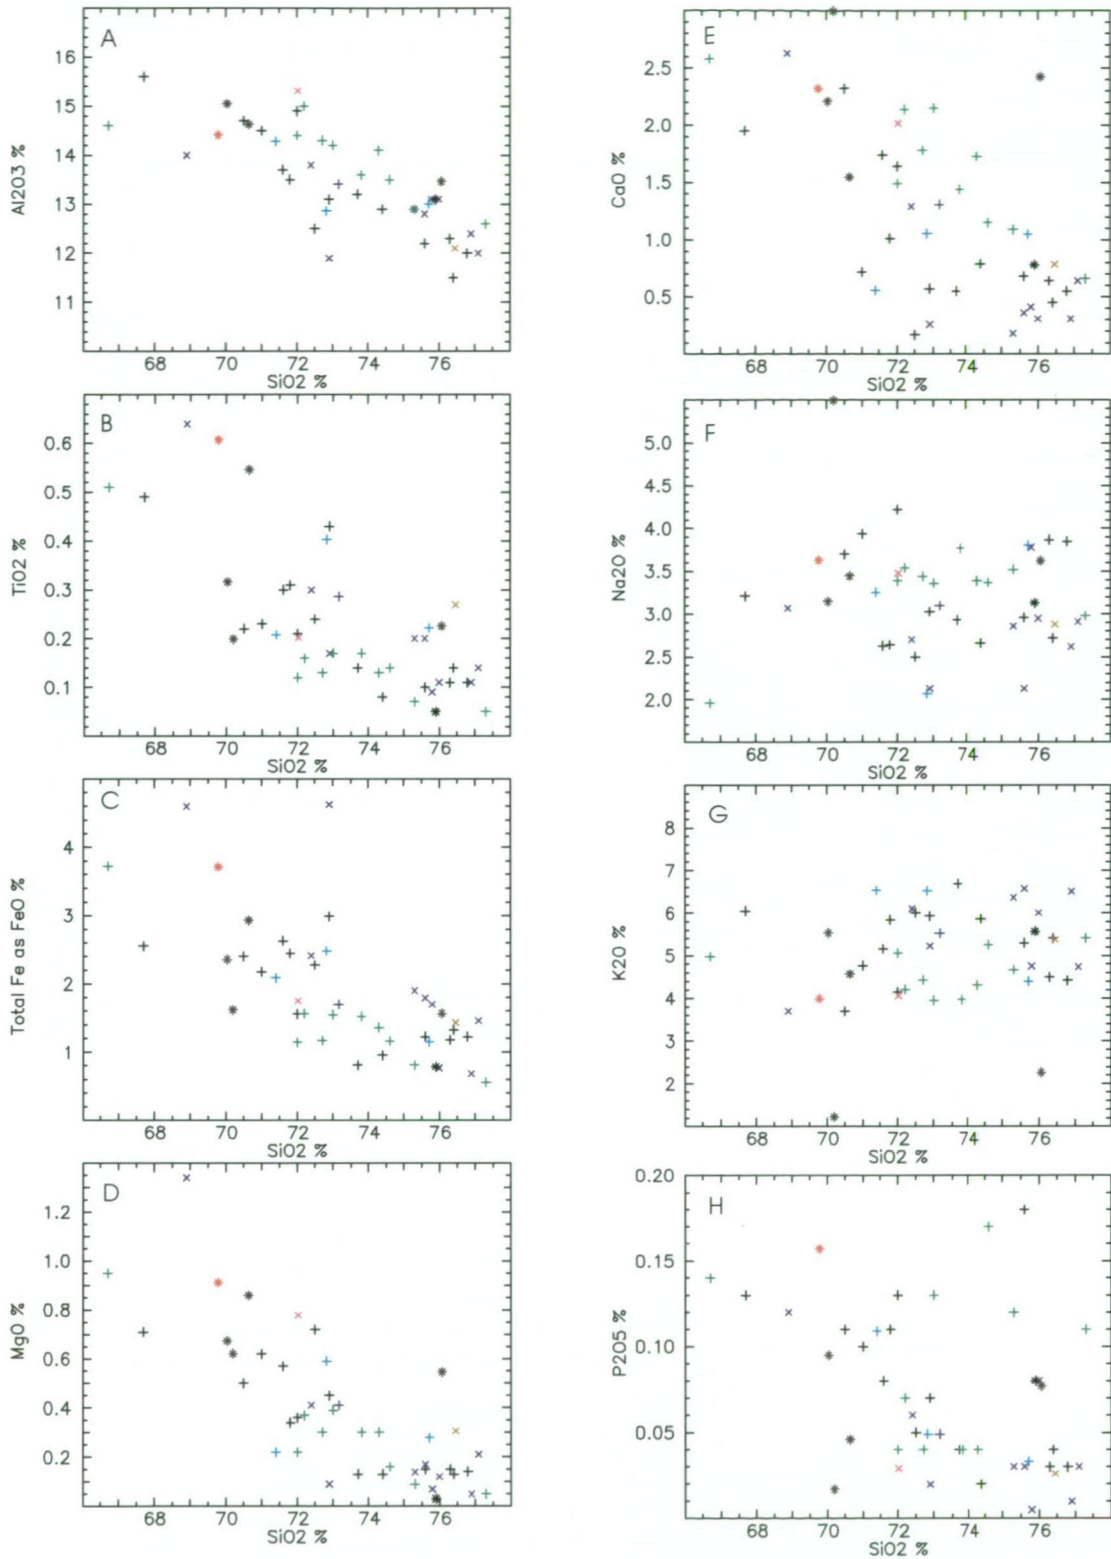 A
16
15
14
13
12
11
Al2O3 %
68 70 72 74 76
SiO2 %
B
0.6
0.5
0.4
0.3
0.2
0.1
TiO2 %
68 70 72 74 76
SiO2 %
C
4
3
2
1
Total Fe as FeO %
68 70 72 74 76
SiO2 %
D
1.2
1.0
0.8
0.6
0.4
0.2
MgO %
68 70 72 74 76
SiO2 %
E
2.5
2.0
1.5
1.0
0.5
CaO %
68 70 72 74 76
SiO2 %
F
5.0
4.5
4.0
3.5
3.0
2.5
2.0
Na2O %
68 70 72 74 76
SiO2 %
G
8
7
6
5
4
3
2
K2O %
68 70 72 74 76
SiO2 %
H
0.20
0.15
0.10
0.05
P2O5 %
68 70 72 74 76
SiO2 %